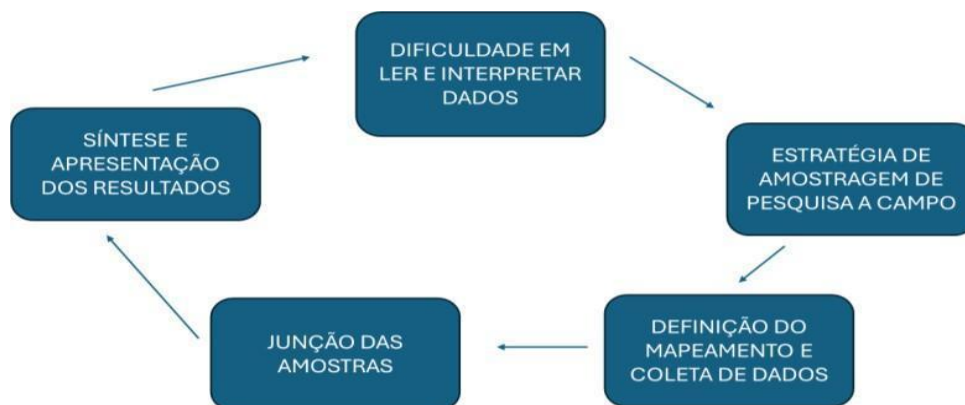 DIFICULDADE EM
LER E INTERPRETAR
DADOS
ESTRATÉGIA DE
AMOSTRAGEM DE
PESQUISA A CAMPO
DEFINIÇÃO DO
MAPEAMENTO E
COLETA DE DADOS
JUNÇÃO DAS
AMOSTRAS
SÍNTESE E
APRESENTAÇÃO
DOS RESULTADOS